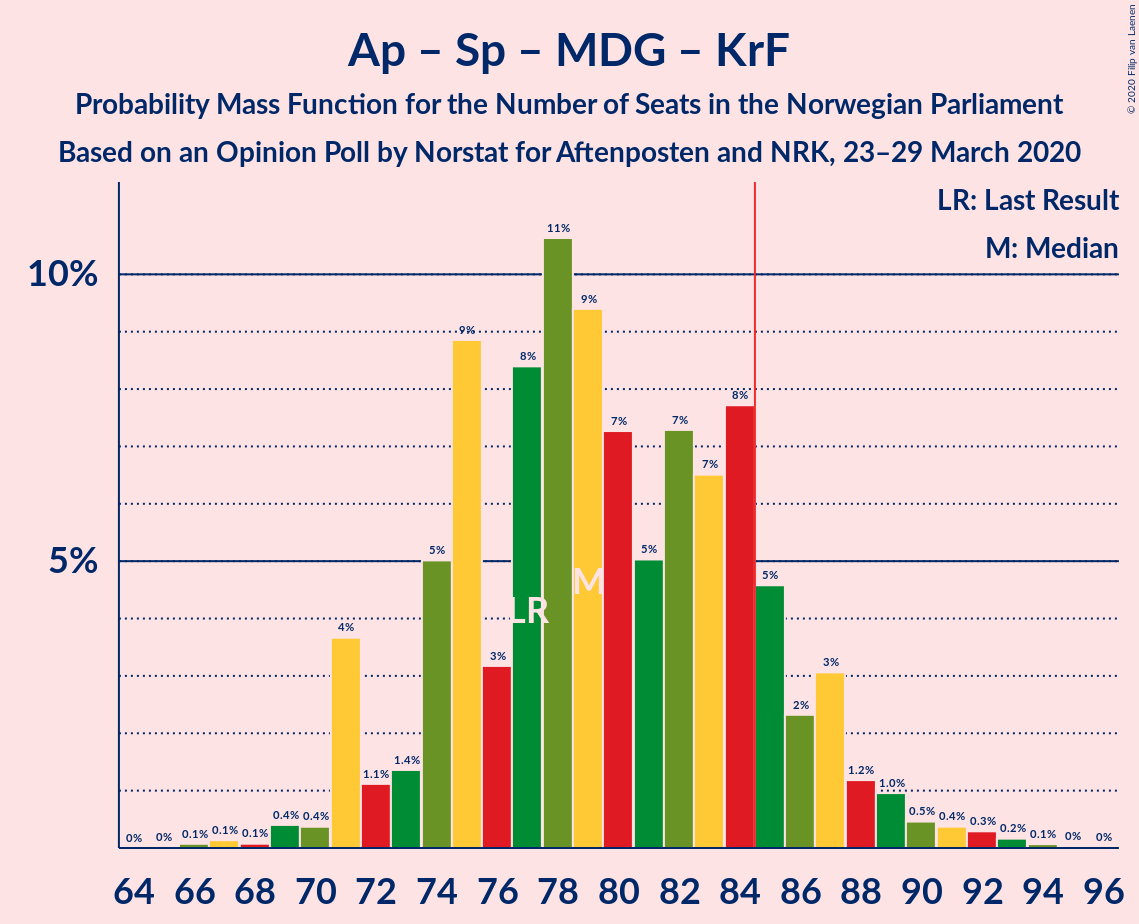 Ap – Sp – MDG – KrF
Probability Mass Function for the Number of Seats in the Norwegian Parliament
Based on an Opinion Poll by Norstat for Aftenposten and NRK, 23–29 March 2020
© 2020 Filip van Laenen
LR: Last Result
M: Median
10%
5%
0% 0% 0.1% 0.1% 0.1% 0.4% 0.4% 4% 1.1% 1.4% 5% 9% 3% 8% 11% 9% 7% 5% 7% 7% 8% 5% 2% 3% 1.2% 1.0% 0.5% 0.4% 0.3% 0.2% 0.1% 0% 0%
LR
M
64 66 68 70 72 74 76 78 80 82 84 86 88 90 92 94 96